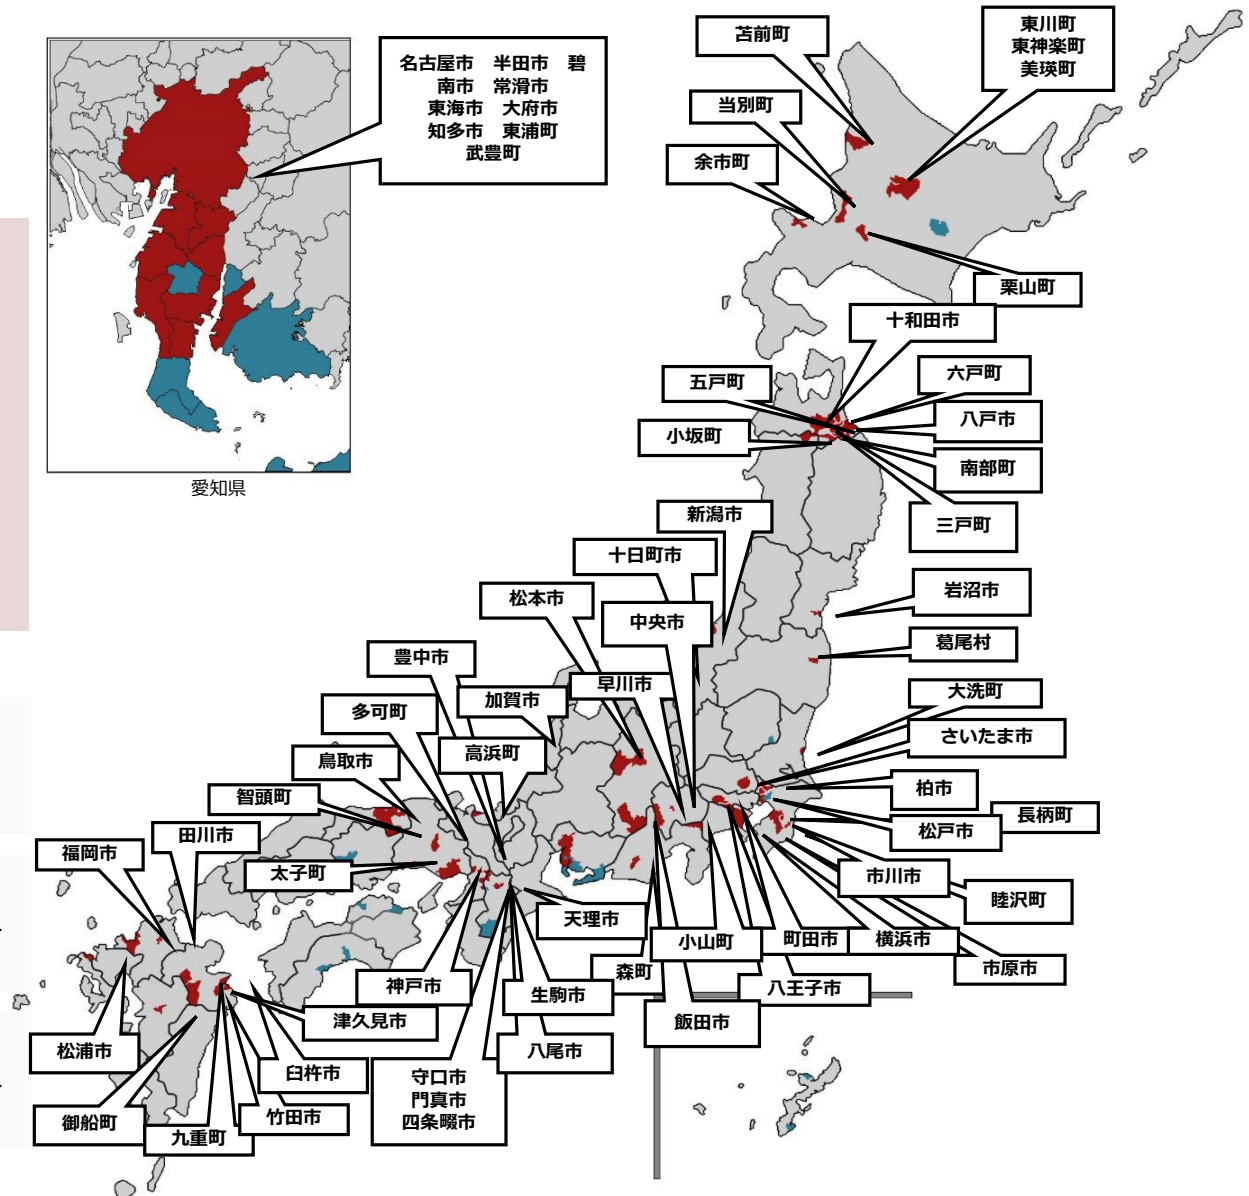 名古屋市　半田市　碧
南市　常滑市
東海市　大府市
知多市　東浦町
武豊町
愛知県
苫前町
東川町
東神楽町
美瑛町
当別町
余市町
栗山町
十和田市
五戸町
六戸町
八戸市
小坂町
南部町
三戸町
新潟市
十日町市
岩沼市
松本市
中央市
葛尾村
豊中市
早川市
加賀市
大洗町
多可町
さいたま市
高浜町
鳥取市
柏市
智頭町
長柄町
松戸市
田川市
福岡市
太子町
市川市
睦沢町
天理市
小山町
町田市
横浜市
市原市
森町
神戸市
生駒市
八王子市
津久見市
飯田市
松浦市
八尾市
臼杵市
守口市
門真市
四条畷市
竹田市
御船町
九重町